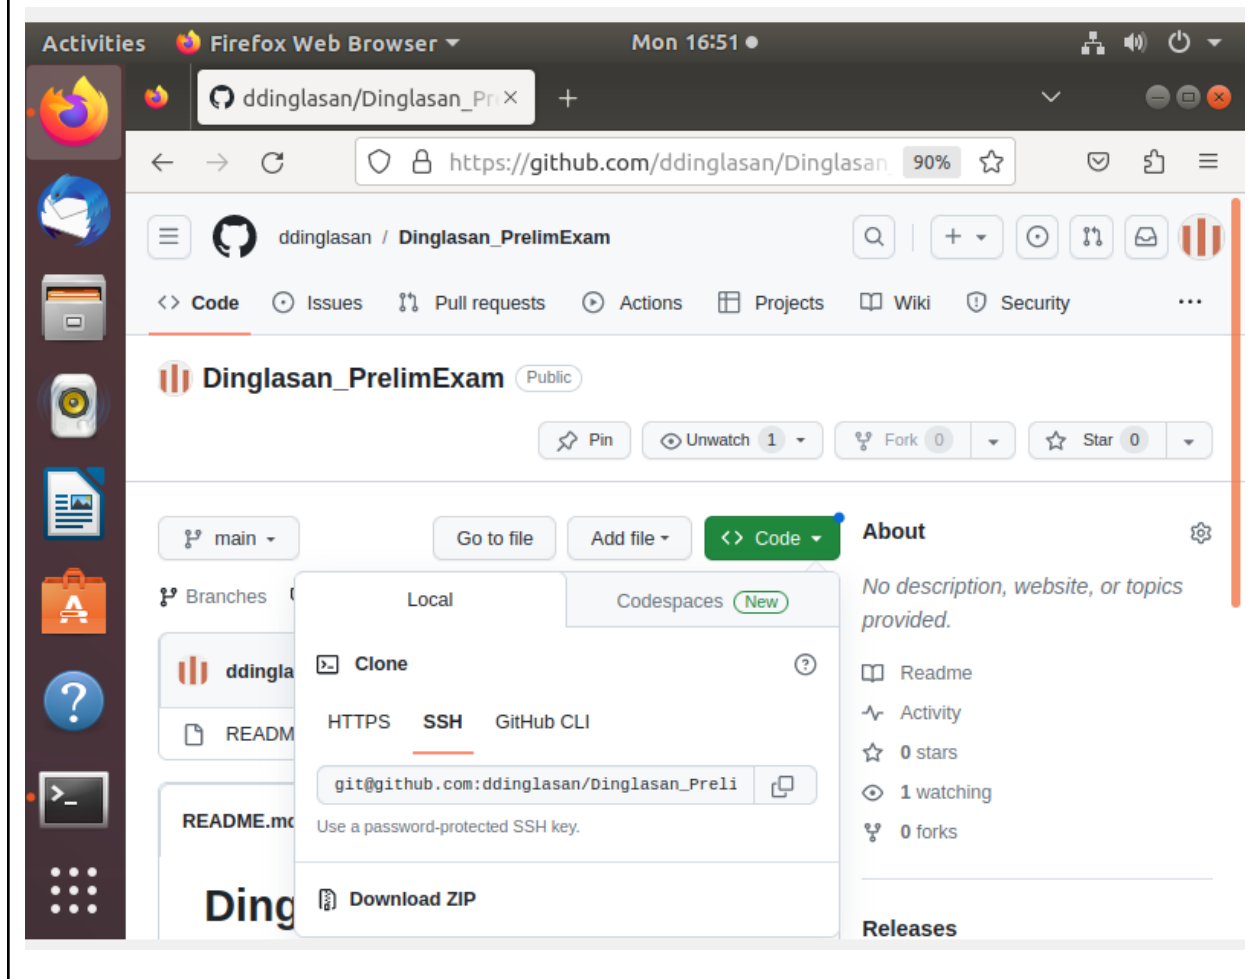 Activities Firefox Web Browser Mon 16:51
ddinglasan/Dinglasan_Pr
https://github.com/ddinglasan/Dinglasan_ 90%
ddinglasan / Dinglasan_PrelimExam
Code Issues Pull requests Actions Projects Wiki Security
Dinglasan_PrelimExam Public
Pin Unwatch 1 Fork 0 Star 0
main Go to file Add file Code
About
No description, website, or topics
provided.
Branches
Local Codespaces New
ddingla
Clone
Readme
HTTPS SSH GitHub CLI
Activity
READM
0 stars
git@github.com:ddinglasan/Dinglasan_Preli
1 watching
README.md
Use a password-protected SSH key.
0 forks
Ding
Download ZIP
Releases